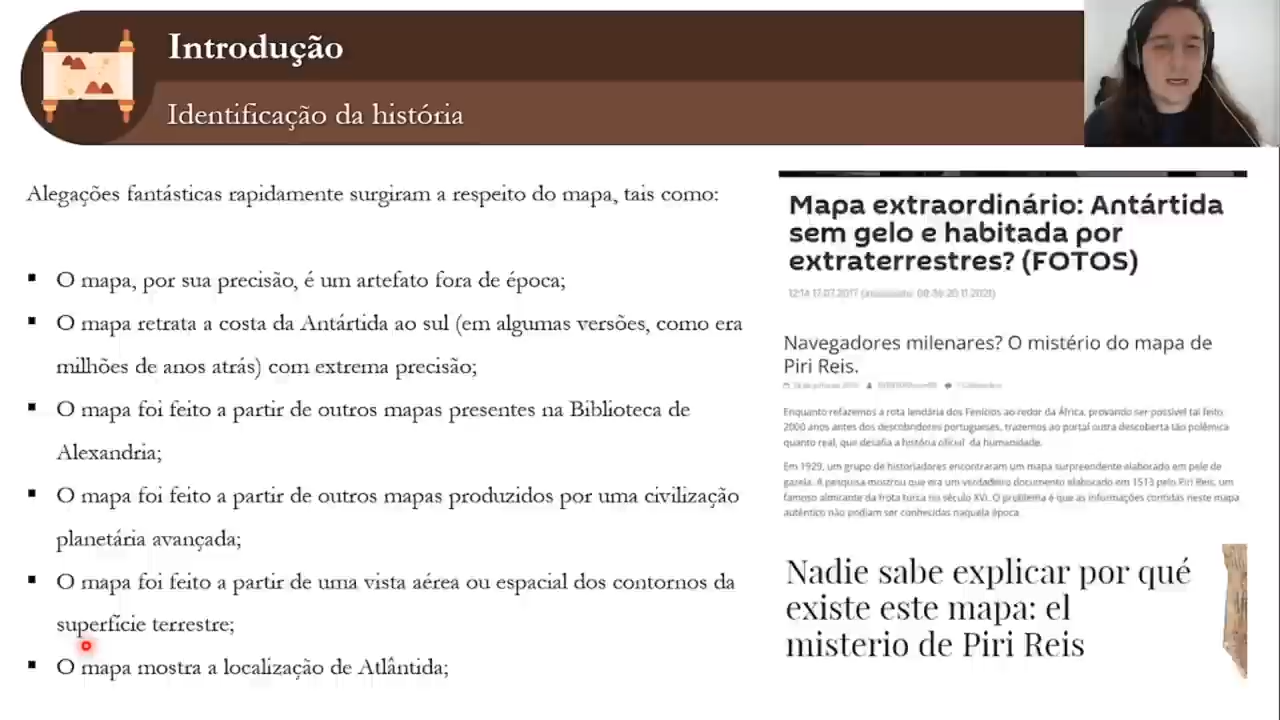 Introdução
Identificação da história
Alegações fantásticas rapidamente surgiram a respeito do mapa, tais como:
▪ O mapa, por sua precisão, é um artefato fora de época;
▪ O mapa retrata a costa da Antártida ao sul (em algumas versões, como era
milhões de anos atrás) com extrema precisão;
▪ O mapa foi feito a partir de outros mapas presentes na Biblioteca de
Alexandria;
▪ O mapa foi feito a partir de outros mapas produzidos por uma civilização
planetária avançada;
▪ O mapa foi feito a partir de uma vista aérea ou espacial dos contornos da
superfície terrestre;
▪ O mapa mostra a localização de Atlântida;
Mapa extraordinário: Antártida
sem gelo e habitada por
extraterrestres? (FOTOS)
12:14 17.07.2017
Navegadores milenares? O mistério do mapa de
Piri Reis.
Enquanto refazemos a rota lendária dos Fenícios ao redor da África, provando ser possível tal feito
2000 anos antes dos descobridores portugueses, trazemos ao portal outra descoberta tão polêmica
quanto real, que desafia a história oficial da humanidade.
Em 1929, um grupo de historiadores encontraram um mapa surpreendente elaborado em pele de
gazela. A pesquisa mostrou que era um verdadeiro documento elaborado em 1513 pelo Piri Reis, um
famoso almirante da frota turca no século XVI. O problema é que as informações contidas neste mapa
autêntico não podiam ser conhecidas naquela época
Nadie sabe explicar por qué
existe este mapa: el
misterio de Piri Reis